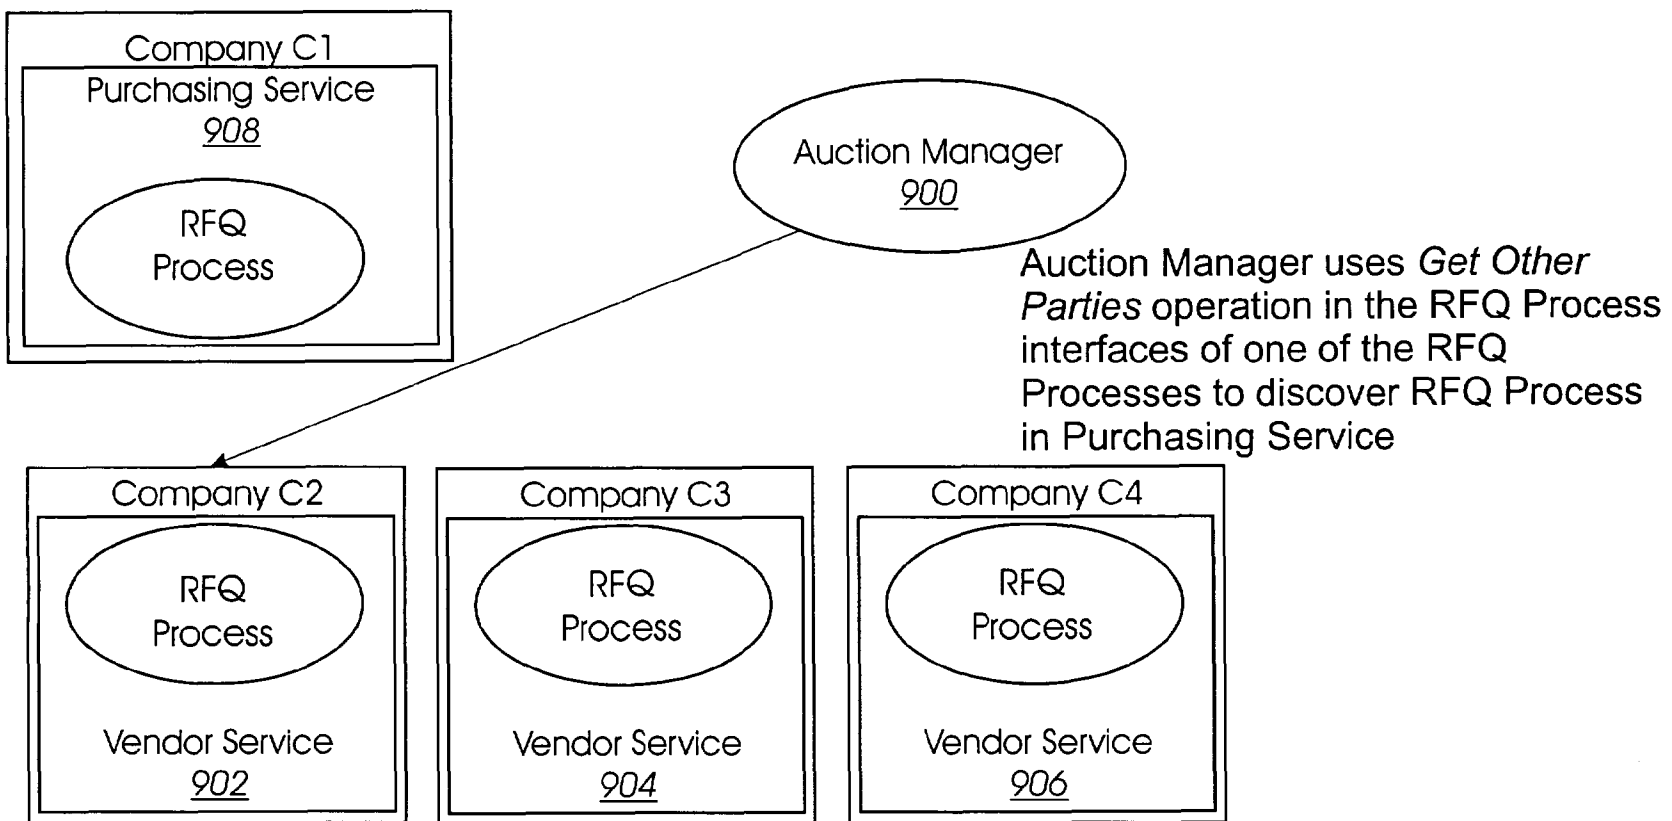 Company C1
Purchasing Service
908
RFQ
Process
Auction Manager
900
Auction Manager uses Get Other
Parties operation in the RFQ Process
interfaces of one of the RFQ
Processes to discover RFQ Process
in Purchasing Service
Company C2
RFQ
Process
Vendor Service
902
Company C3
RFQ
Process
Vendor Service
904
Company C4
RFQ
Process
Vendor Service
906